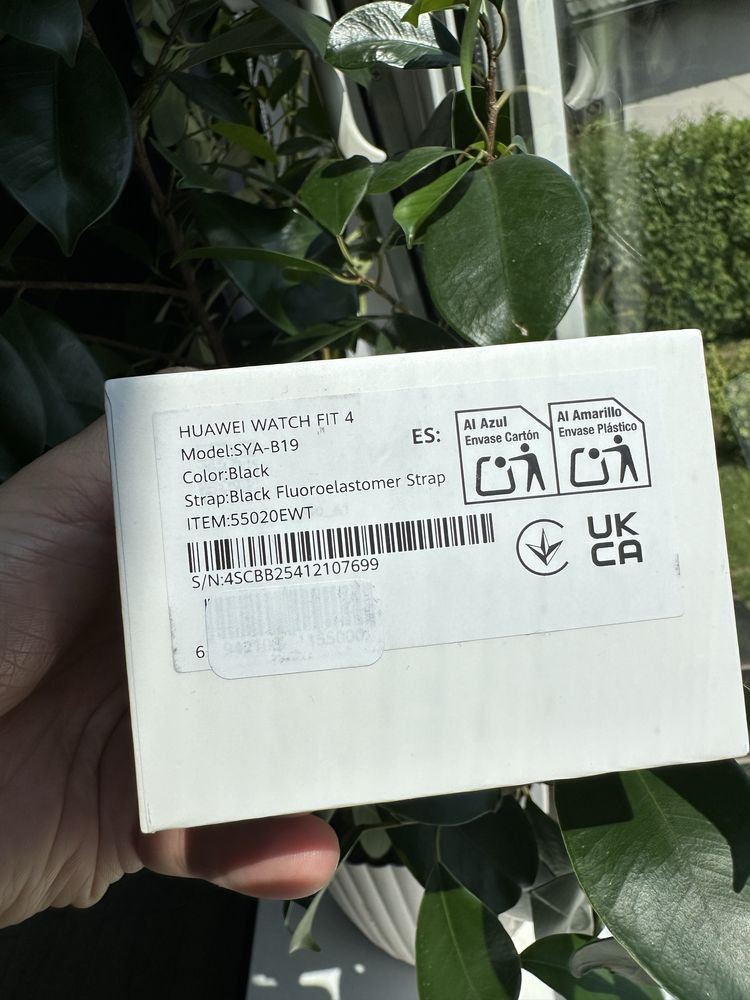 HUAWEI WATCH FIT 4
Model:SYA-B19
Color:Black
Strap:Black Fluoroelastomer Strap
ITEM:55020EWT
S/N:4SCBB25412107699
6
ES:
Al Azul
Envase Cartón
Al Amarillo
Envase Plástico
UK
CA